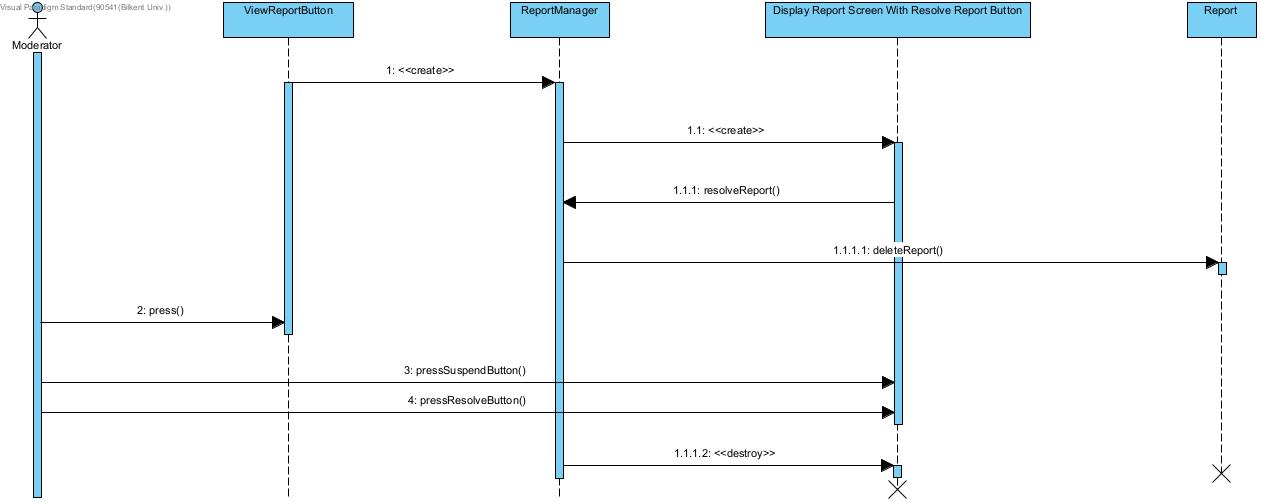 Visual Paradigm Standard(90541(Bilkent Univ.))
Moderator
ViewReportButton
ReportManager
Display Report Screen With Resolve Report Button
Report
1: <<create>>
1.1: <<create>>
1.1.1: resolveReport()
1.1.1.1: deleteReport()
2: press()
3: pressSuspendButton()
4: pressResolveButton()
1.1.1.2: <<destroy>>